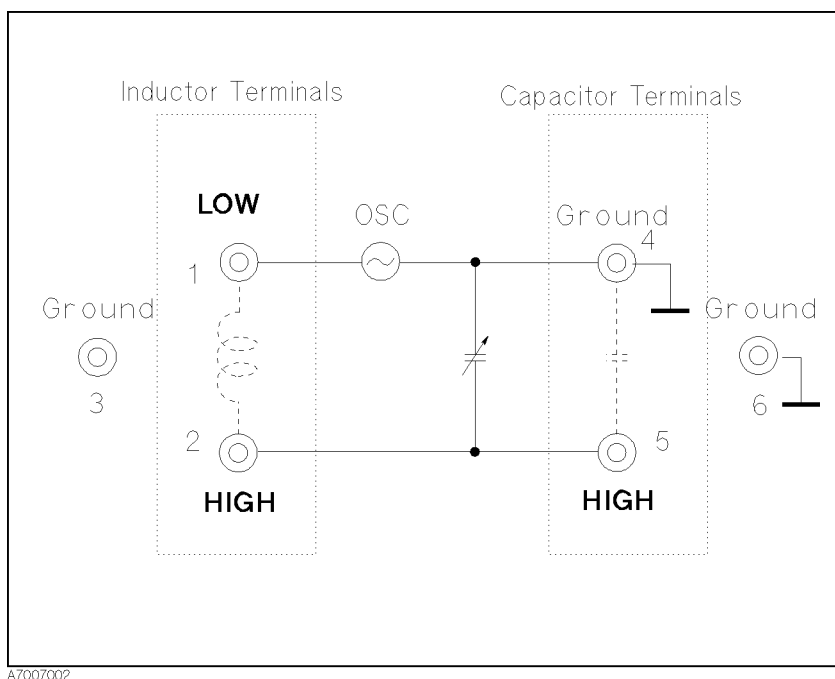 Inductor Terminals
Capacitor Terminals
LOW
OSC
Ground
4
1
Ground
Ground
3
6
2
5
HIGH
HIGH
A7007002